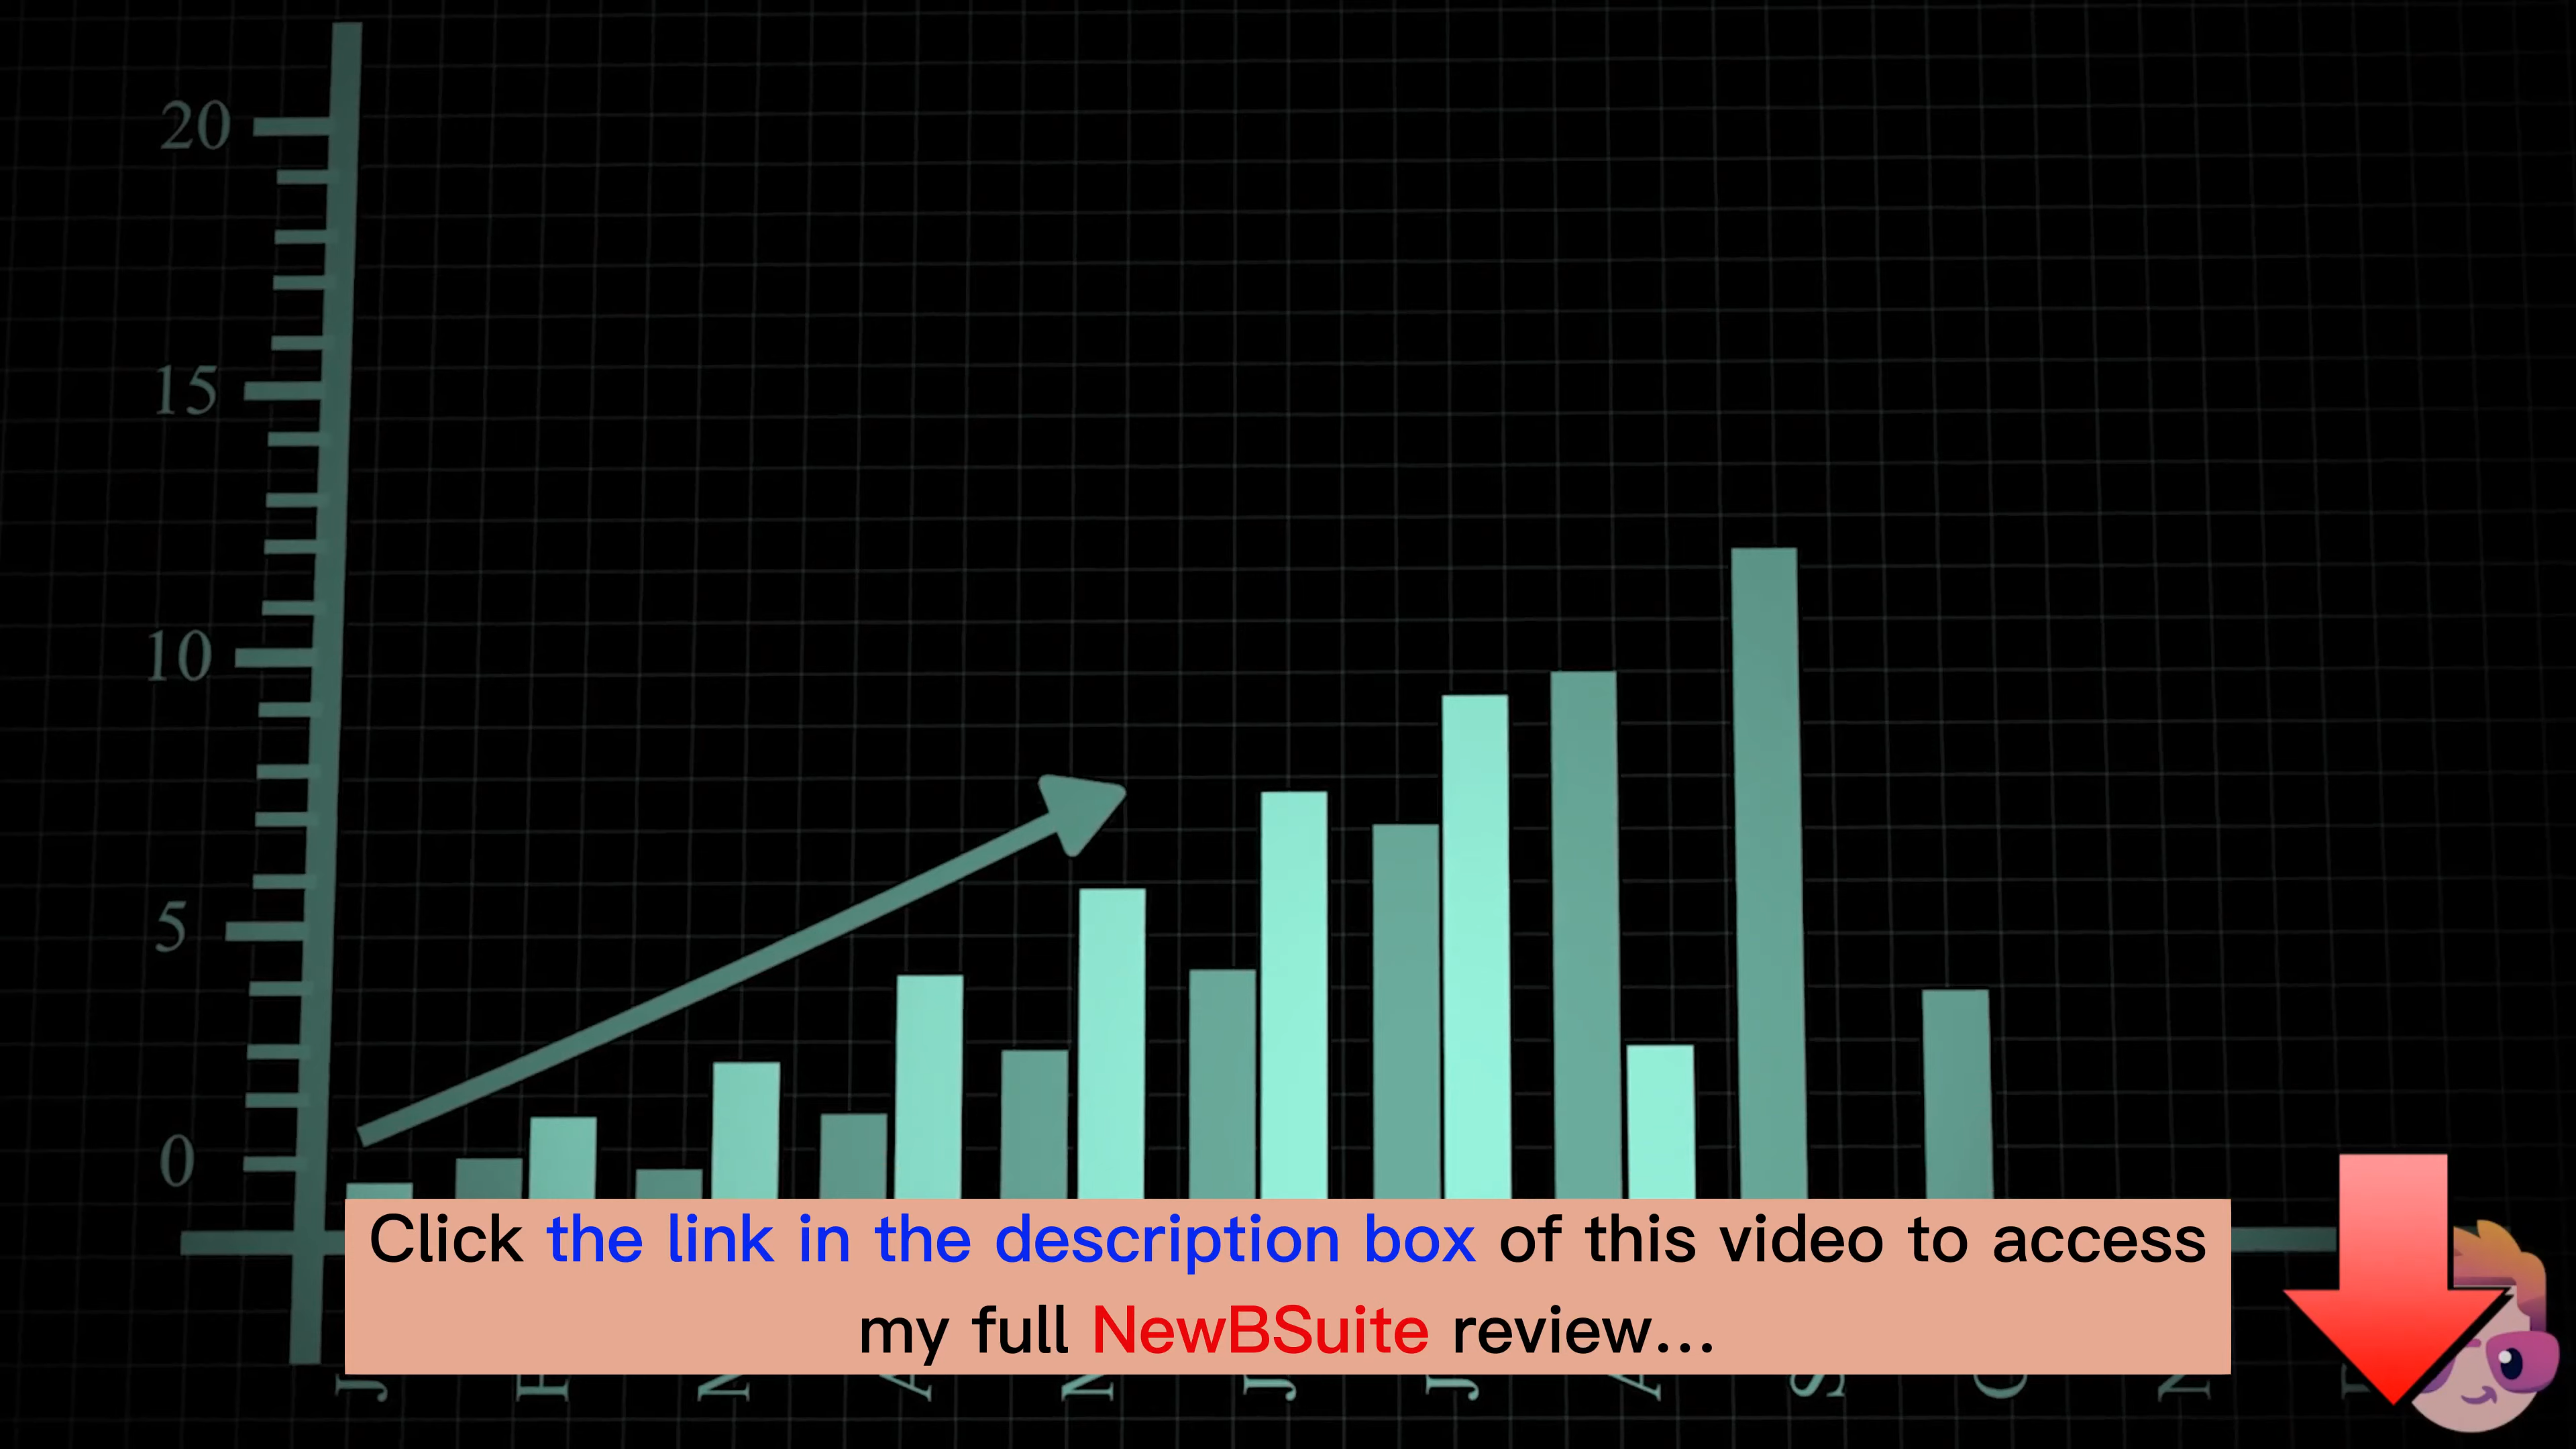 20
15
10
5
0
Click the link in the description box of this video to access
my full NewBSuite review...